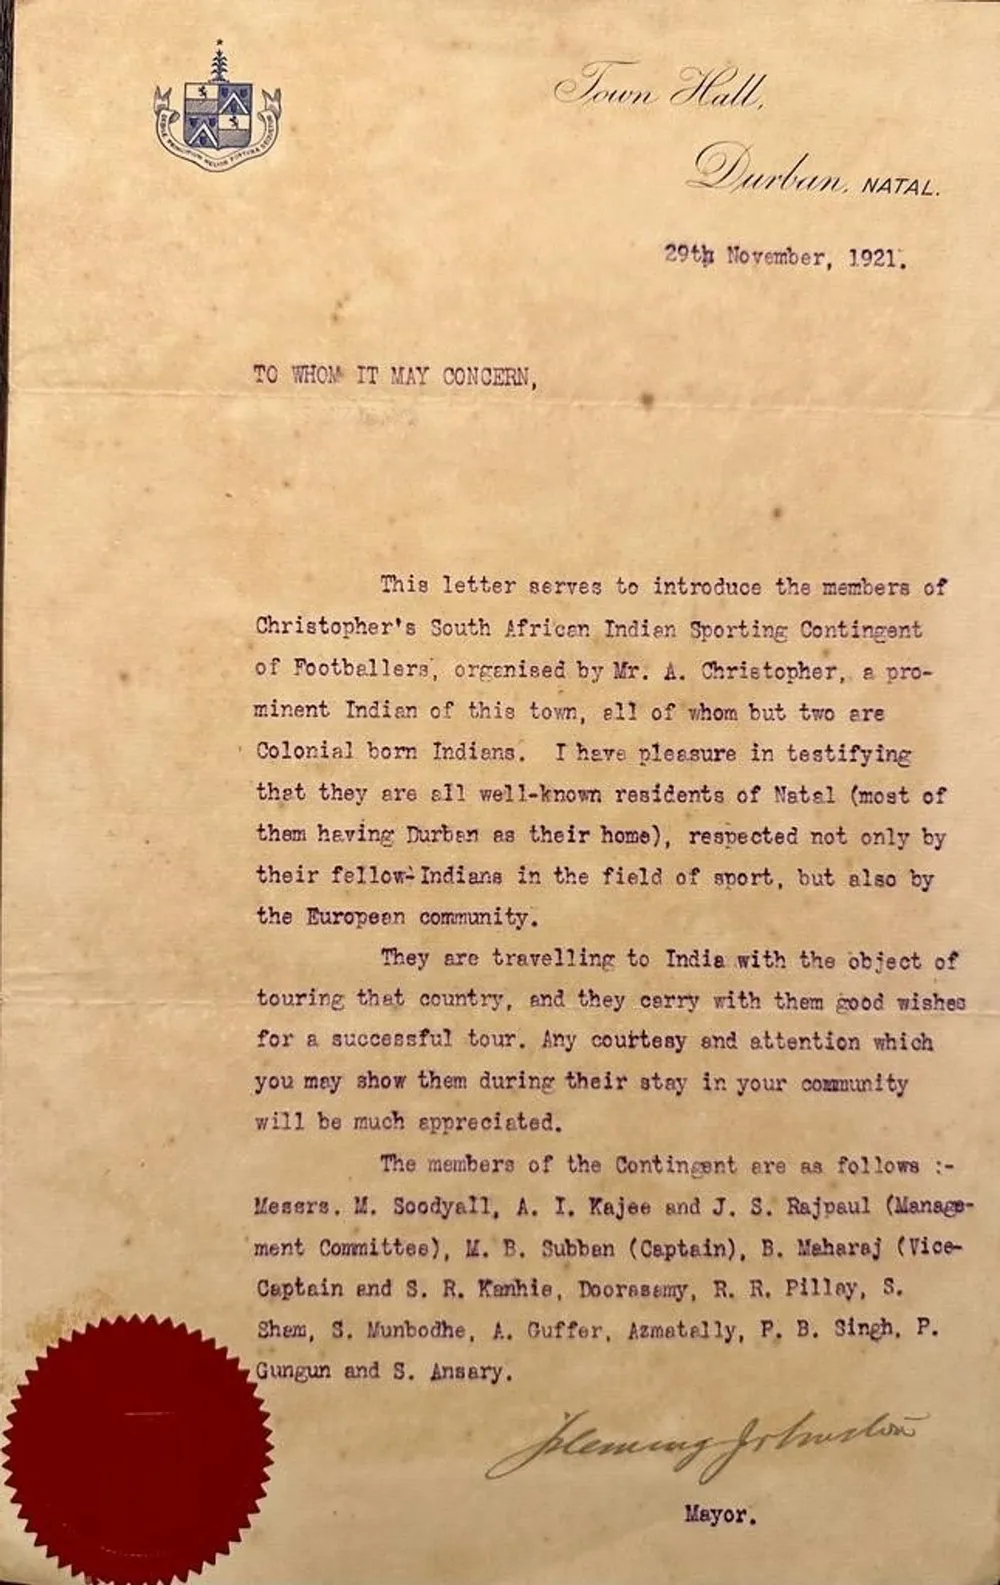 Town Hall,
Durban, NATAL.
29th November, 1921.
TO WHOM IT MAY CONCERN,
This letter serves to introduce the members of
Christopher's South African Indian Sporting Contingent
of Footballers, organised by Mr. A. Christopher, a pro-
minent Indian of this town, all of whom but two are
Colonial born Indians. I have pleasure in testifying
that they are all well-known residents of Natal (most of
them having Durban as their home), respected not only by
their fellow-Indians in the field of sport, but also by
the European community.
They are travelling to India with the object of
touring that country, and they carry with them good wishes
for a successful tour. Any courtesy and attention which
you may show them during their stay in your community
will be much appreciated.
The members of the Contingent are as follows :-
Messrs. M. Soodyall, A. I. Kajee and J. S. Rajpaul (Manage-
ment Committee), M. B. Subban (Captain), B. Maharaj (Vice-
Captain and S. R. Kanhie, Doorasamy, R. R. Pillay, S.
Sham, S. Munbodhe, A. Guffer, Azmatally, P. B. Singh, P.
Gungun and S. Ansary.
Fleming Johnston
Mayor.